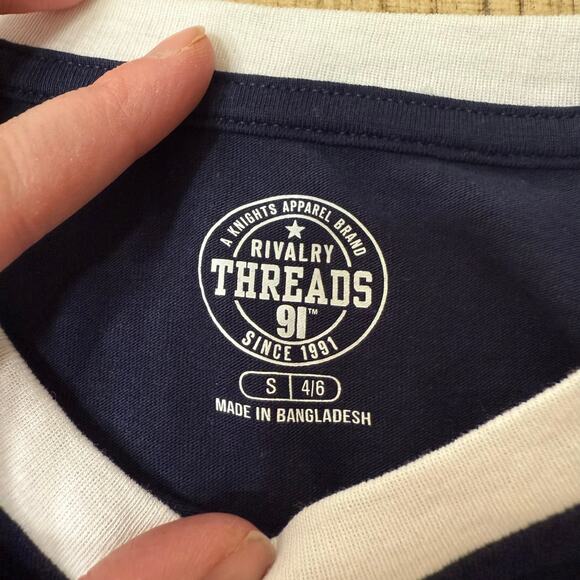 A KNIGHTS APPAREL BRAND
RIVALRY
THREADS
91™
SINCE 1991
S 4/6
MADE IN BANGLADESH